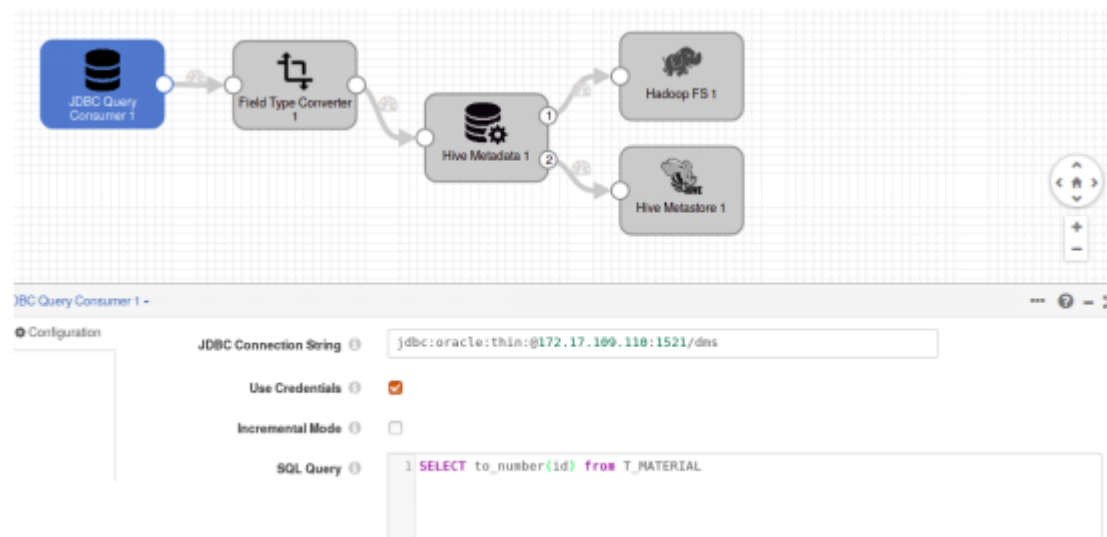 JDBC Query
Consumer 1
Field Type Converter
1
Hive Metadata 1
1
2
Hadoop FS 1
HIVE
Hive Metastore 1
+
−
JDBC Query Consumer 1
Configuration
JDBC Connection String
jdbc:oracle:thin:@172.17.109.110:1521/dms
Use Credentials
Incremental Mode
SQL Query
1 SELECT to_number(id) from T_MATERIAL